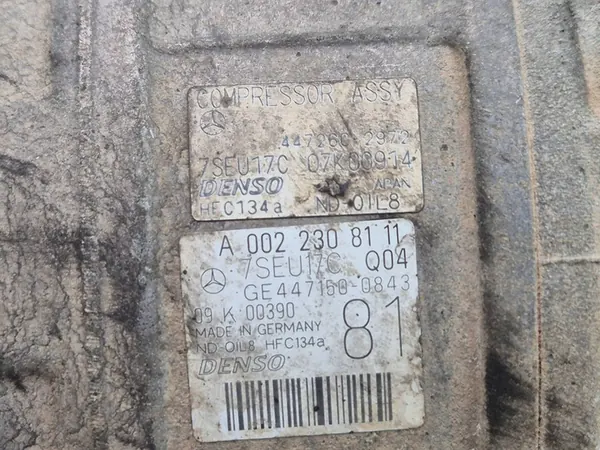 COMPRESSOR ASSY
447260-2972
7SEU17C 07K00914
DENSO JAPAN
HFC134a ND-OIL8
A 002 230 81 11
7SEU17C Q04
GE447150-0843
09 K 00390
MADE IN GERMANY 81
ND-OIL8 HFC134a
DENSO